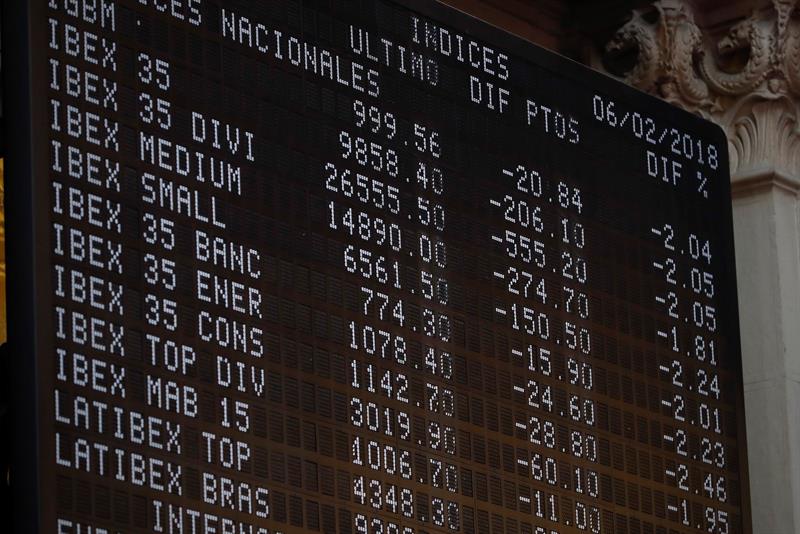 INDICES 06/02/2018
ICES NACIONALES ULTIMO DIF PTOS DIF %
IGBM . 999.56 -20.84 -2.04
IBEX 35 9858.40 -206.10 -2.05
IBEX 35 DIVI 26555.50 -555.20 -2.05
IBEX MEDIUM 14890.00 -274.70 -1.81
IBEX SMALL 6561.50 -150.50 -2.24
IBEX 35 BANC 774.30 -15.90 -2.01
IBEX 35 ENER 1078.40 -24.60 -2.23
IBEX 35 CONS 1142.70 -28.80 -2.46
IBEX TOP DIV 3019.90 -60.10 -1.95
IBEX MAB 15 1006.70 -11.00
LATIBEX TOP 4348.30
LATIBEX BRAS